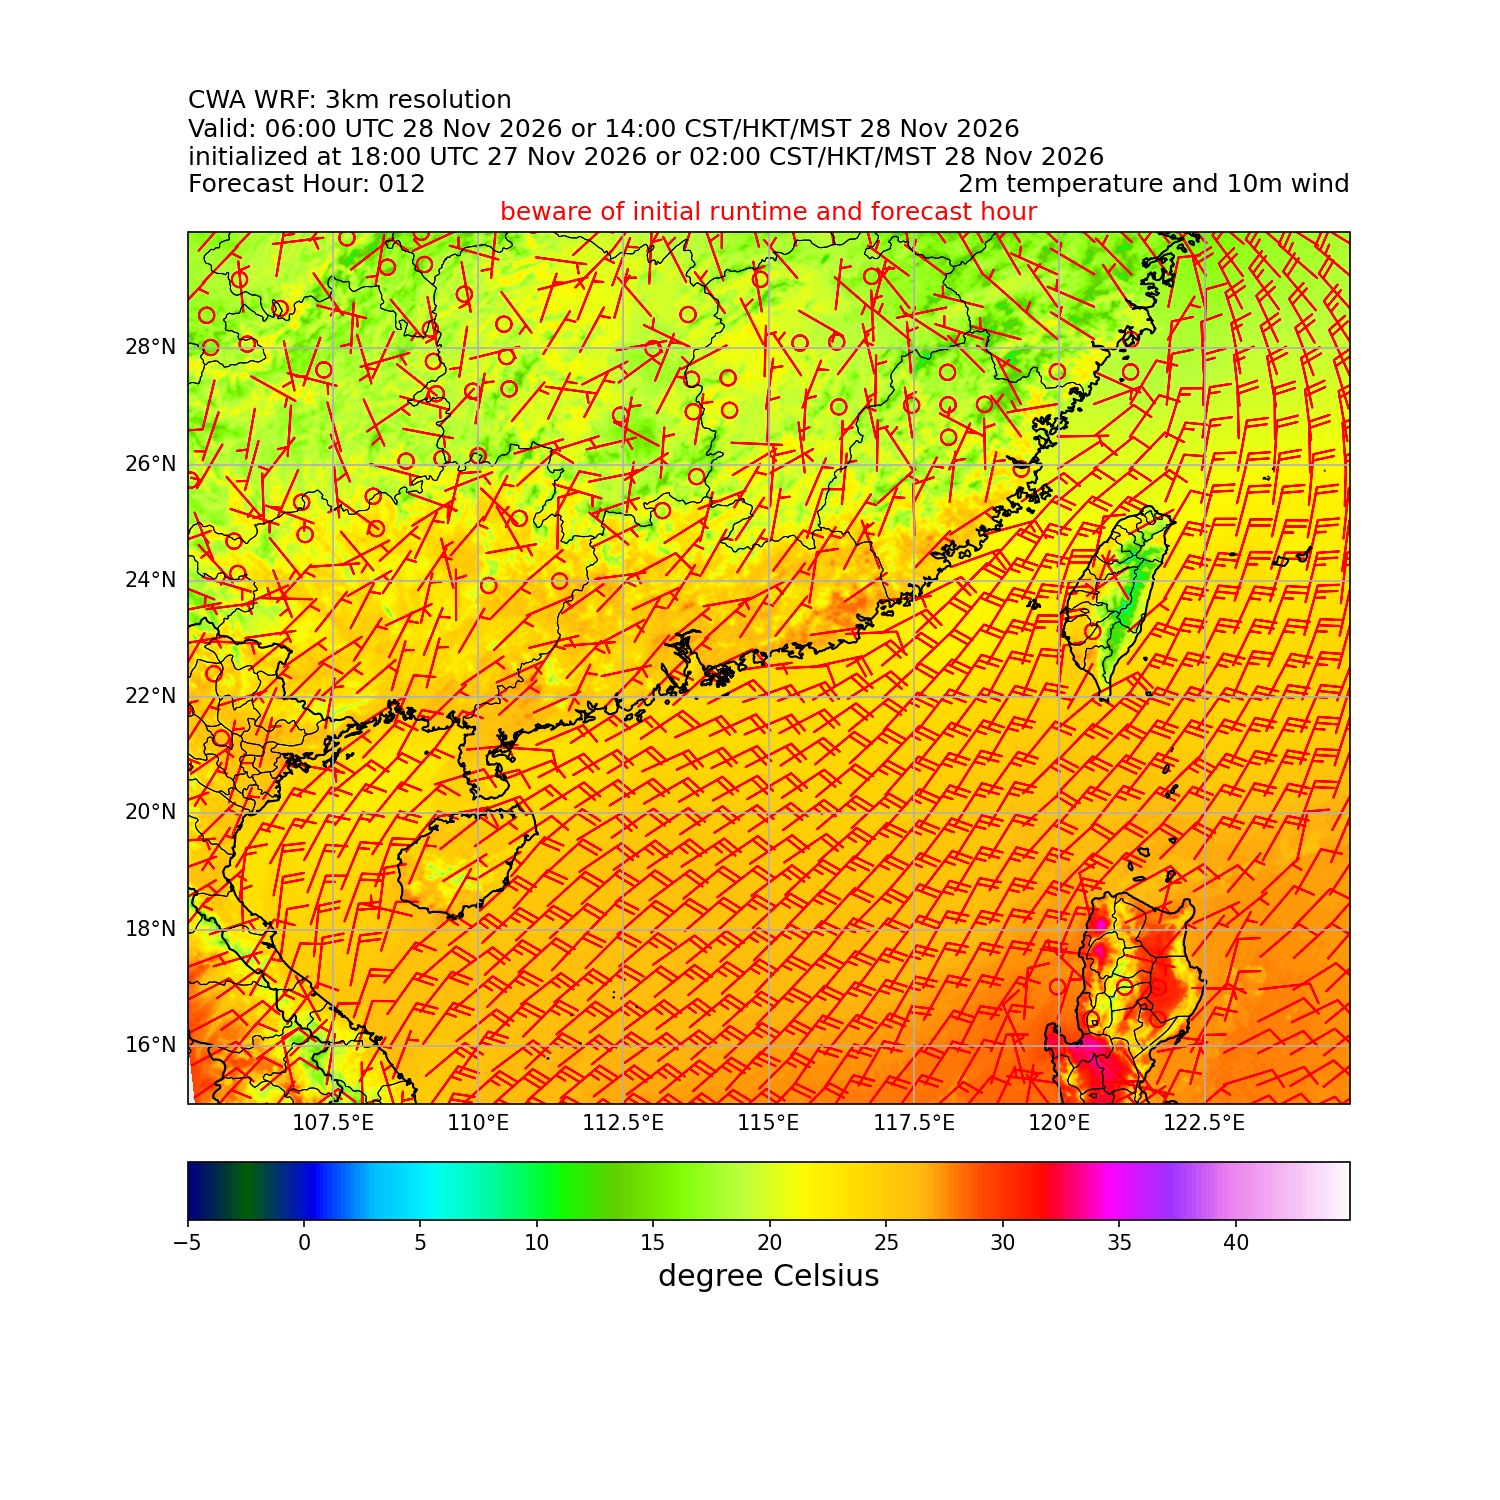 CWA WRF: 3km resolution
Valid: 06:00 UTC 28 Nov 2026 or 14:00 CST/HKT/MST 28 Nov 2026
initialized at 18:00 UTC 27 Nov 2026 or 02:00 CST/HKT/MST 28 Nov 2026
Forecast Hour: 012 2m temperature and 10m wind
beware of initial runtime and forecast hour
28°N
26°N
24°N
22°N
20°N
18°N
16°N
107.5°E 110°E 112.5°E 115°E 117.5°E 120°E 122.5°E
−5 0 5 10 15 20 25 30 35 40
degree Celsius